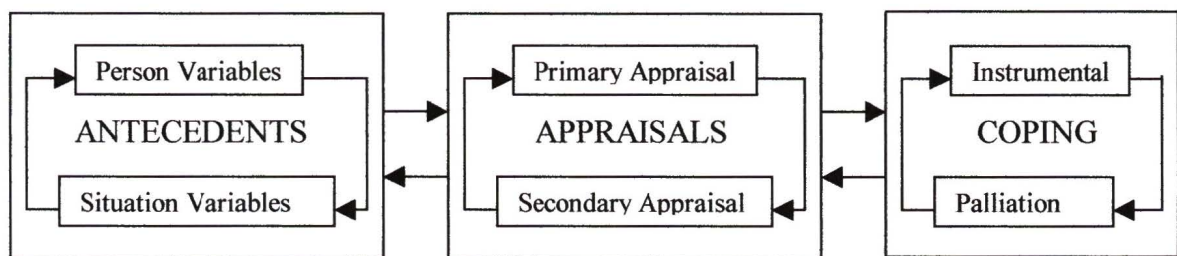 Person Variables
ANTECEDENTS
Situation Variables
Primary Appraisal
APPRAISALS
Secondary Appraisal
Instrumental
COPING
Palliation